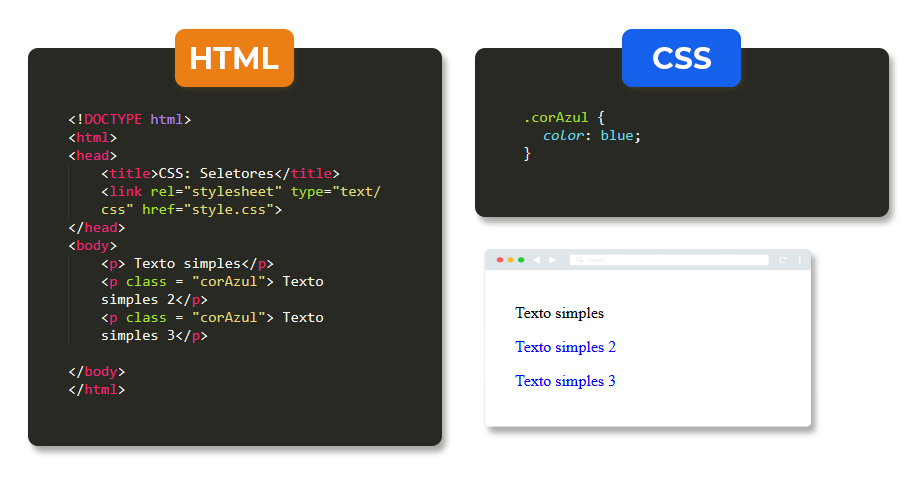 HTML
<!DOCTYPE html>
<html>
<head>
<title>CSS: Seletores</title>
<link rel="stylesheet" type="text/
css" href="style.css">
</head>
<body>
<p> Texto simples</p>
<p class = "corAzul"> Texto
simples 2</p>
<p class = "corAzul"> Texto
simples 3</p>
</body>
</html>
CSS
.corAzul {
color: blue;
}
Texto simples
Texto simples 2
Texto simples 3